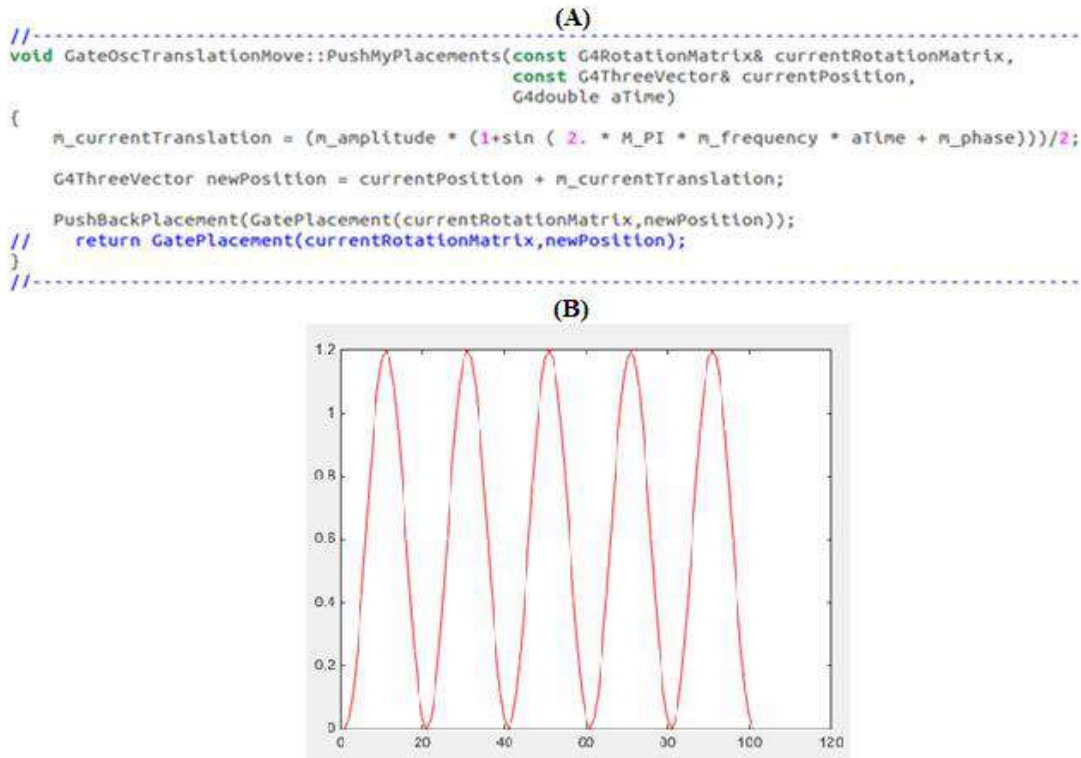 (A)
//------------------------------------------------------------------------------------
void GateOscTranslationMove::PushMyPlacements(const G4RotationMatrix& currentRotationMatrix,
const G4ThreeVector& currentPosition,
G4double aTime)
{
m_currentTranslation = (m_amplitude * (1+sin ( 2. * M_PI * m_frequency * aTime + m_phase)))/2;
G4ThreeVector newPosition = currentPosition + m_currentTranslation;
PushBackPlacement(GatePlacement(currentRotationMatrix,newPosition));
// return GatePlacement(currentRotationMatrix,newPosition);
}
//------------------------------------------------------------------------------------
(B)
1.2
1
0.8
0.6
0.4
0.2
0
0 20 40 60 80 100 120